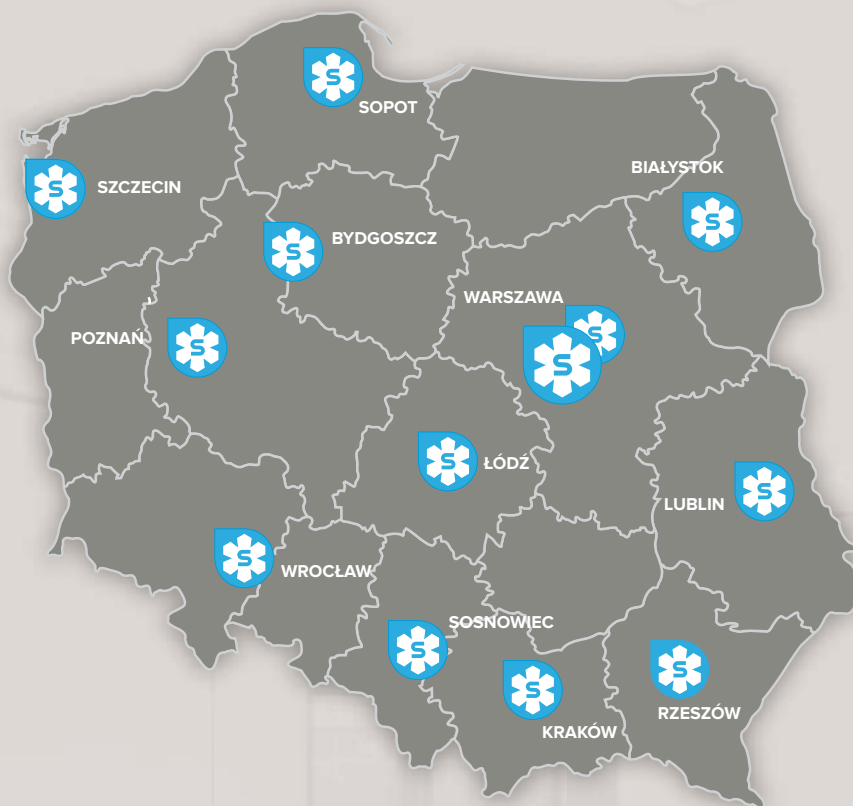 SOPOT
BIAŁYSTOK
SZCZECIN
BYDGOSZCZ
WARSZAWA
POZNAŃ
ŁÓDŹ
LUBLIN
WROCŁAW
SOSNOWIEC
RZESZÓW
KRAKÓW
S
S
S
S
S
S
S
S
S
S
S
S
S